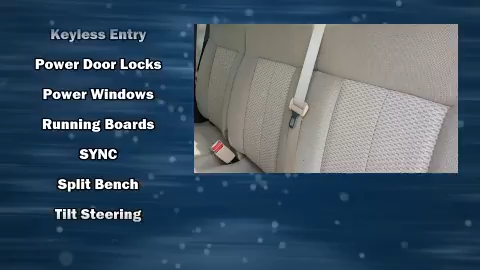 Keyless Entry
Power Door Locks
Power Windows
Running Boards
SYNC
Split Bench
Tilt Steering